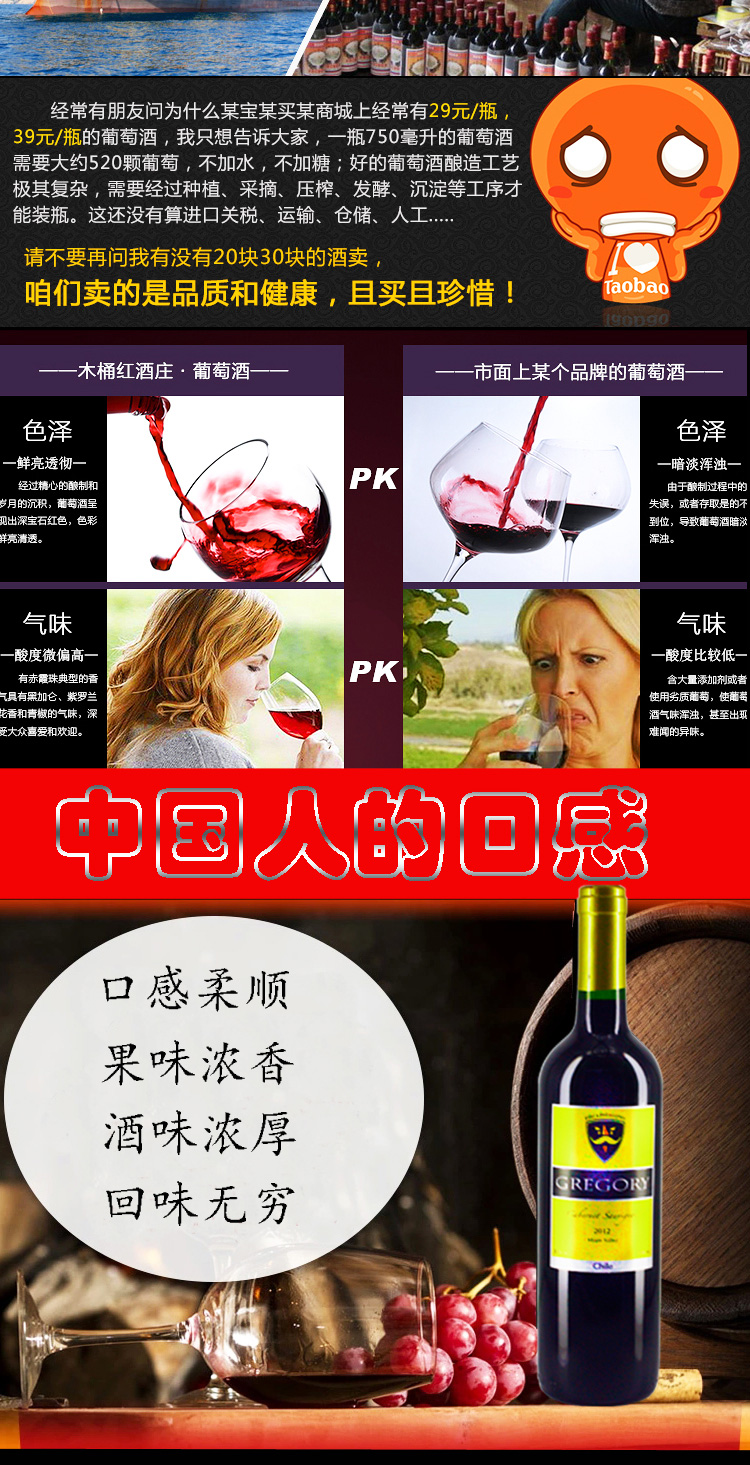 经常有朋友问为什么某宝某买某商城上经常有29元/瓶，
39元/瓶的葡萄酒，我只想告诉大家，一瓶750毫升的葡萄酒
需要大约520颗葡萄，不加水，不加糖；好的葡萄酒酿造工艺
极其复杂，需要经过种植、采摘、压榨、发酵、沉淀等工序才
能装瓶。这还没有算进口关税、运输、仓储、人工.....
请不要再问我有没有20块30块的酒卖，
咱们卖的是品质和健康，且买且珍惜！
I
Taobao
——木桶红酒庄·葡萄酒——
——市面上某个品牌的葡萄酒——
色泽
—鲜亮透彻—
经过精心的酿制和
岁月的沉积，葡萄酒呈
现出深宝石红色，色彩
鲜亮清透。
PK
色泽
—暗淡浑浊—
由于酿制过程中的
失误，或者存取是的不
到位，导致葡萄酒暗淡
浑浊。
气味
—酸度微偏高—
有赤霞珠典型的香
气具有黑加仑、紫罗兰
花香和青椒的气味，深
受大众喜爱和欢迎。
PK
气味
—酸度比较低—
含大量添加剂或者
使用劣质葡萄，使葡萄
酒气味浑浊，甚至出现
难闻的异味。
中国人的口感
口感柔顺
果味浓香
酒味浓厚
回味无穷
GREGORY
Cabernet Sauvignon
2012
Chile